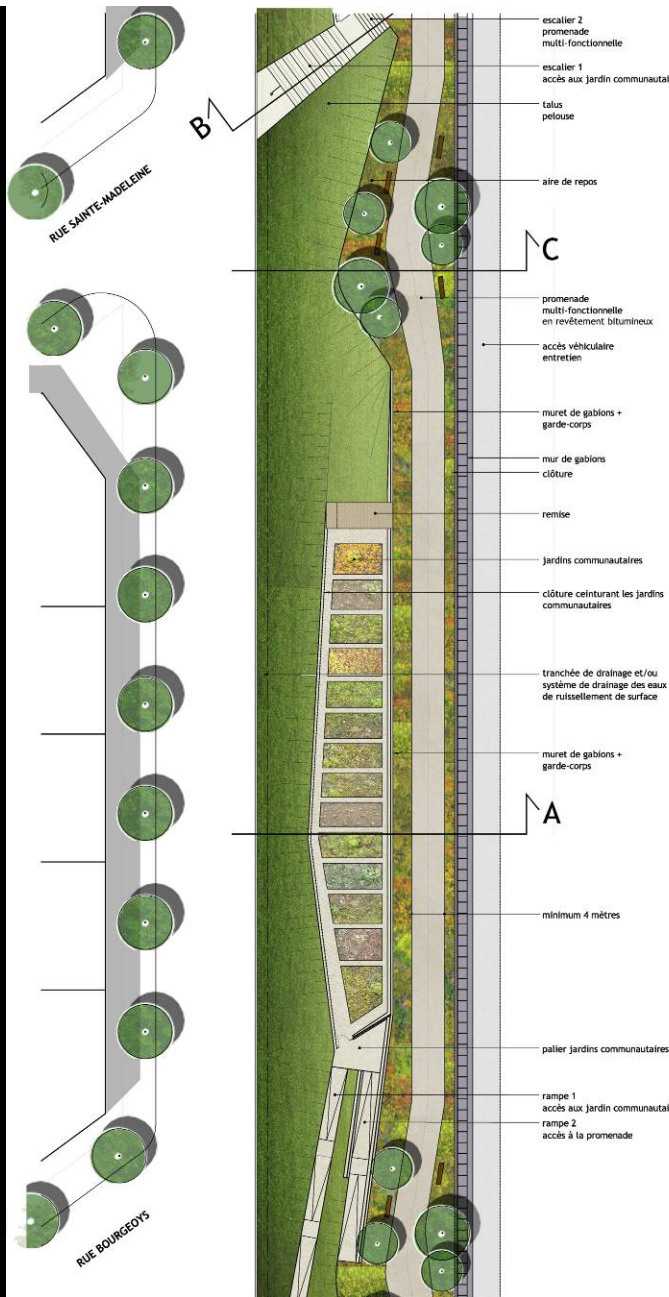 escalier 2
promenade
multi-fonctionnelle
escalier 1
accès aux jardin communautai
talus
pelouse
B
aire de repos
RUE SAINTE-MADELEINE
C
promenade
multi-fonctionnelle
en revêtement bitumineux
accès véhiculaire
entretien
muret de gabions +
garde-corps
mur de gabions
clôture
remise
jardins communautaires
clôture ceinturant les jardins
communautaires
tranchée de drainage et/ou
système de drainage des eaux
de ruissellement de surface
muret de gabions +
garde-corps
A
minimum 4 mètres
palier jardins communautaires
rampe 1
accès aux jardin communautai
rampe 2
accès à la promenade
RUE BOURGEOYS